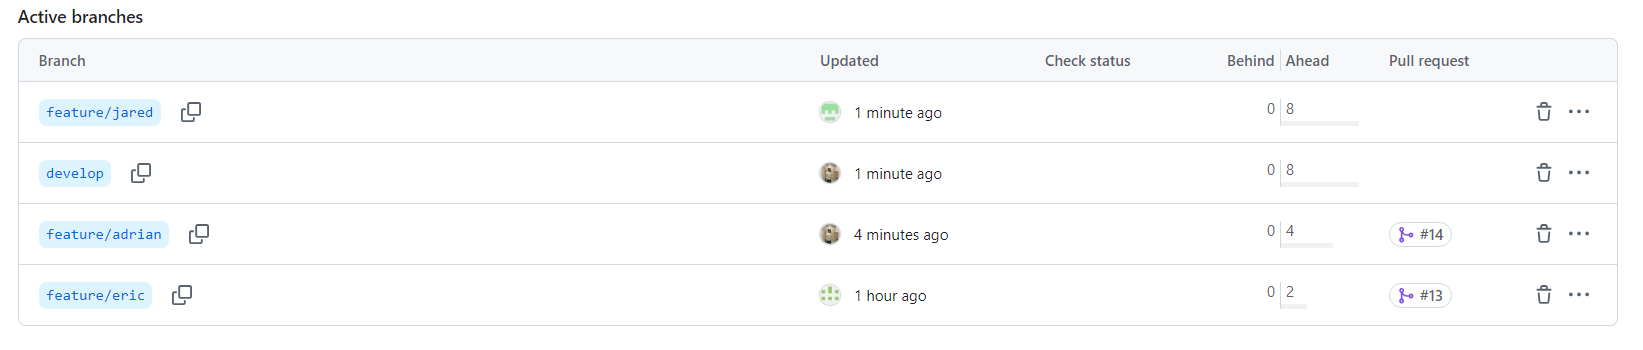 Active branches
Branch Updated Check status Behind Ahead Pull request
feature/jared 1 minute ago 0 8
develop 1 minute ago 0 8
feature/adrian 4 minutes ago 0 4 #14
feature/eric 1 hour ago 0 2 #13